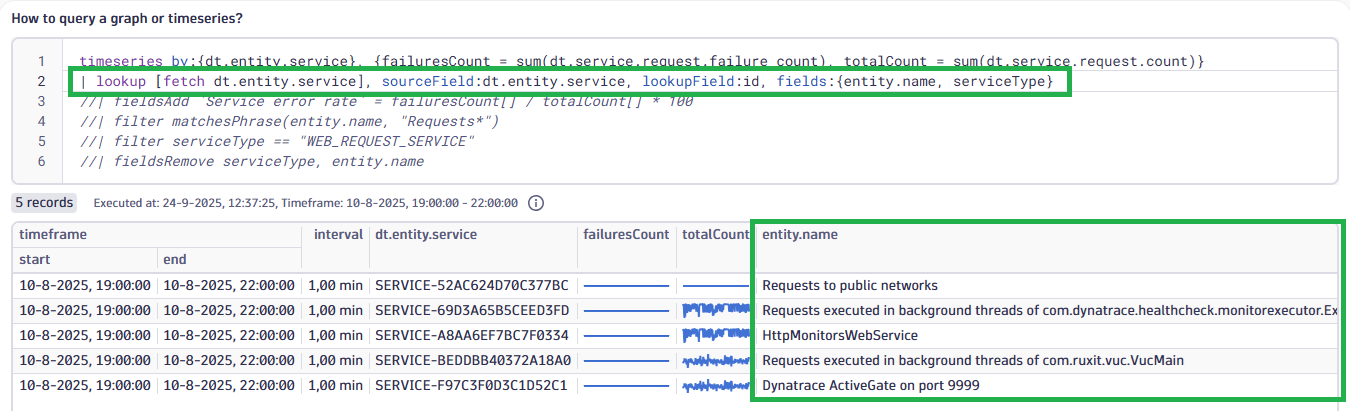 How to query a graph or timeseries?
1 timeseries by:{dt.entity.service}, {failuresCount = sum(dt.service.request.failure_count), totalCount = sum(dt.service.request.count)}
2 | lookup [fetch dt.entity.service], sourceField:dt.entity.service, lookupField:id, fields:{entity.name, serviceType}
3 //| fieldsAdd `Service error rate` = failuresCount[] / totalCount[] * 100
4 //| filter matchesPhrase(entity.name, "Requests*")
5 //| filter serviceType == "WEB_REQUEST_SERVICE"
6 //| fieldsRemove serviceType, entity.name
5 records Executed at: 24-9-2025, 12:37:25, Timeframe: 10-8-2025, 19:00:00 - 22:00:00
timeframe interval dt.entity.service failuresCount totalCount entity.name
start end
10-8-2025, 19:00:00 10-8-2025, 22:00:00 1,00 min SERVICE-52AC624D70C377BC Requests to public networks
10-8-2025, 19:00:00 10-8-2025, 22:00:00 1,00 min SERVICE-69D3A65B5CEED3FD Requests executed in background threads of com.dynatrace.healthcheck.monitorexecutor.Ex
10-8-2025, 19:00:00 10-8-2025, 22:00:00 1,00 min SERVICE-A8AA6EF7BC7F0334 HttpMonitorsWebService
10-8-2025, 19:00:00 10-8-2025, 22:00:00 1,00 min SERVICE-BEDDBB40372A18A0 Requests executed in background threads of com.ruxit.vuc.VucMain
10-8-2025, 19:00:00 10-8-2025, 22:00:00 1,00 min SERVICE-F97C3F0D3C1D52C1 Dynatrace ActiveGate on port 9999